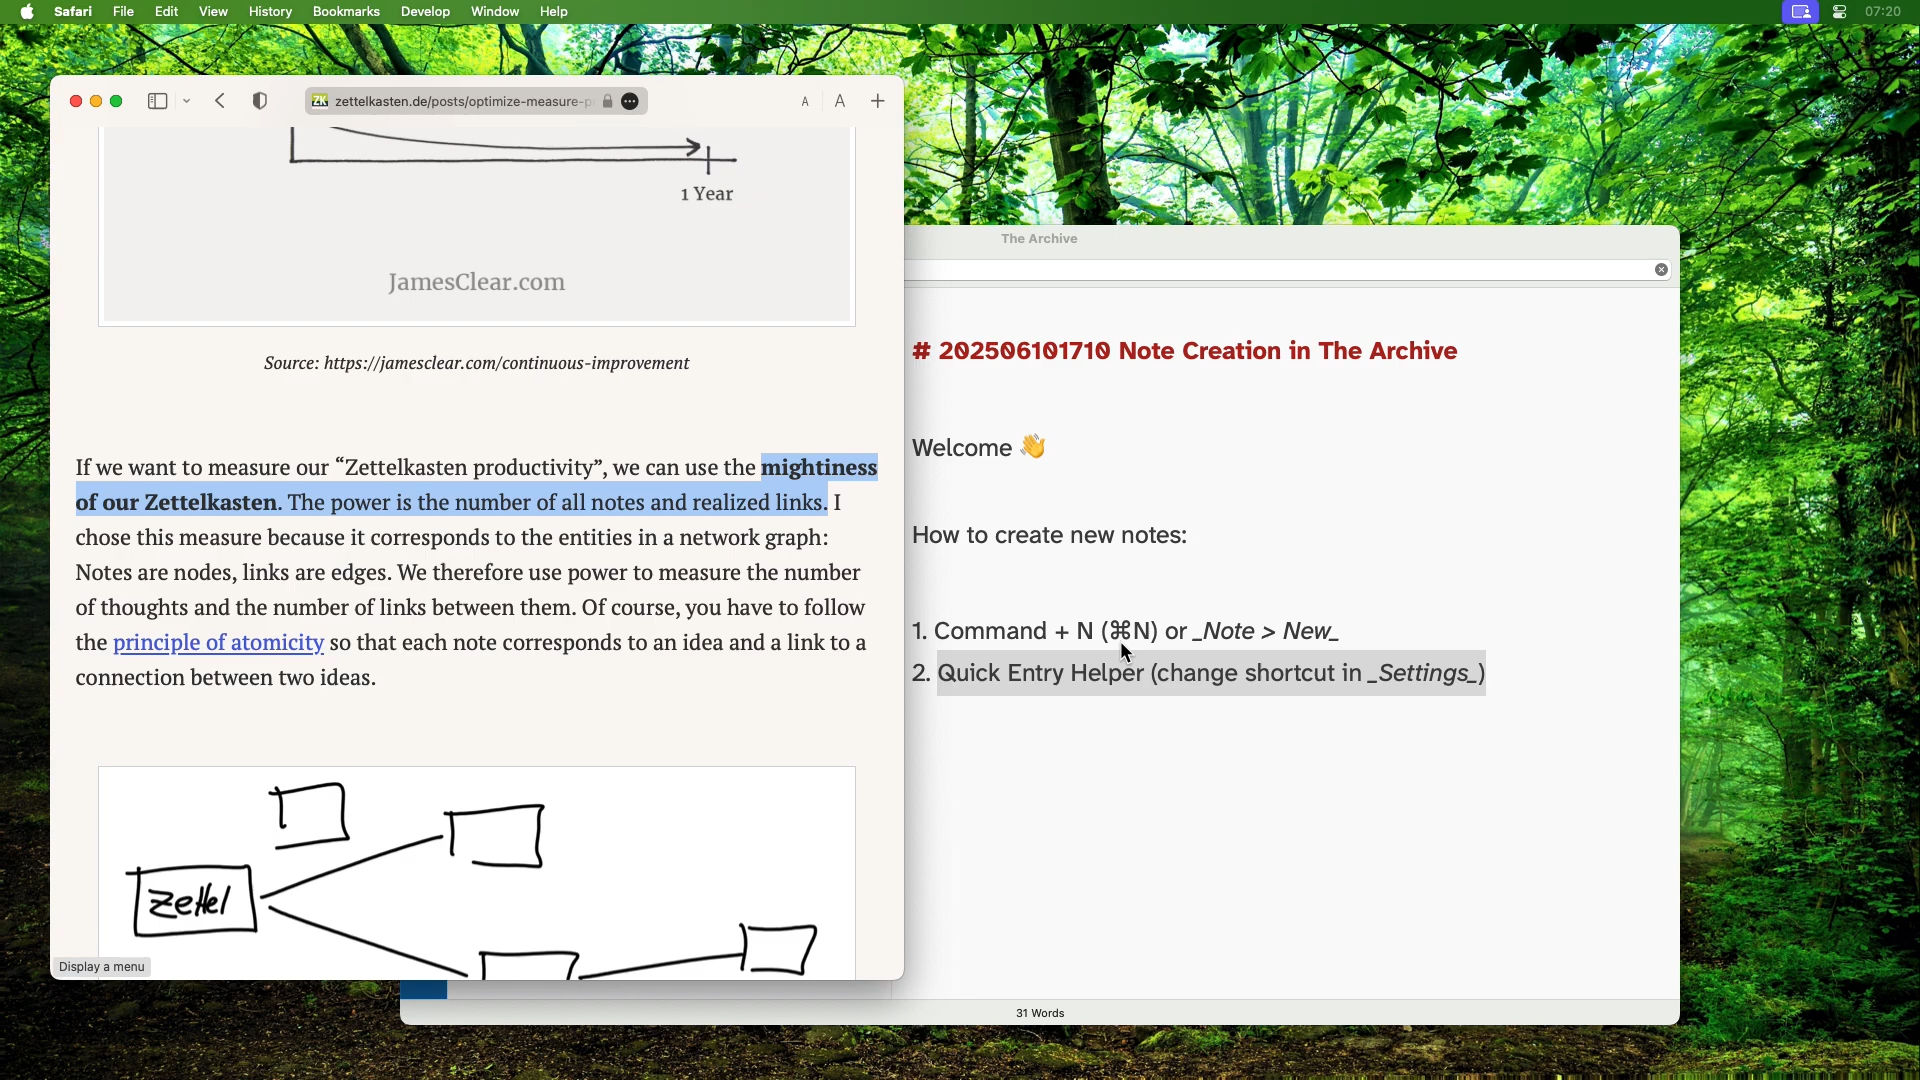 Safari File Edit View History Bookmarks Develop Window Help
07:20
ZK zettelkasten.de/posts/optimize-measure-p
A A
1 Year
JamesClear.com
Source: https://jamesclear.com/continuous-improvement
If we want to measure our “Zettelkasten productivity”, we can use the mightiness
of our Zettelkasten. The power is the number of all notes and realized links. I
chose this measure because it corresponds to the entities in a network graph:
Notes are nodes, links are edges. We therefore use power to measure the number
of thoughts and the number of links between them. Of course, you have to follow
the principle of atomicity so that each note corresponds to an idea and a link to a
connection between two ideas.
Zettel
Display a menu
The Archive
# 202506101710 Note Creation in The Archive
Welcome 👋
How to create new notes:
1. Command + N (⌘N) or _Note > New_
2. Quick Entry Helper (change shortcut in _Settings_)
31 Words